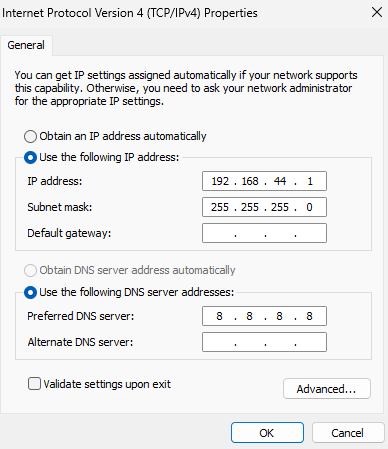 Internet Protocol Version 4 (TCP/IPv4) Properties
General
You can get IP settings assigned automatically if your network supports
this capability. Otherwise, you need to ask your network administrator
for the appropriate IP settings.
Obtain an IP address automatically
Use the following IP address:
IP address: 192 . 168 . 44 . 1
Subnet mask: 255 . 255 . 255 . 0
Default gateway: . . .
Obtain DNS server address automatically
Use the following DNS server addresses:
Preferred DNS server: 8 . 8 . 8 . 8
Alternate DNS server: . . .
Validate settings upon exit
Advanced...
OK Cancel